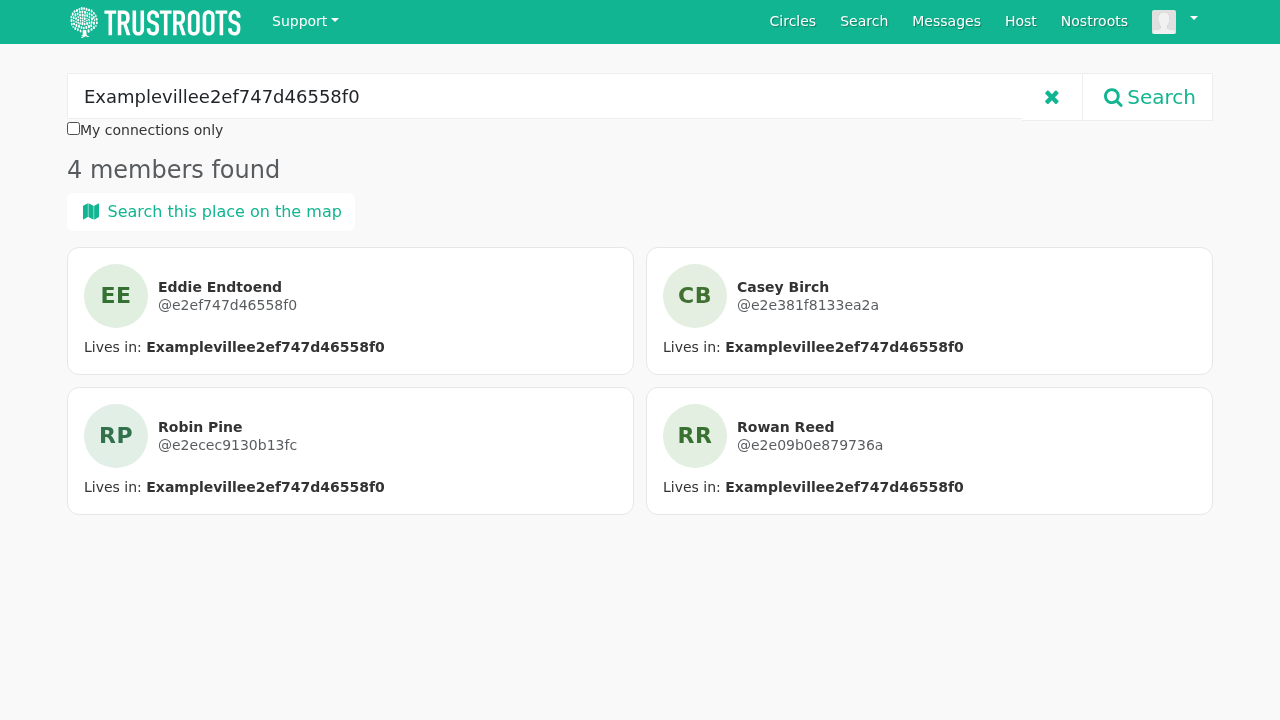 TRUSTROOTS
Support
Circles
Search
Messages
Host
Nostroots
Examplevillee2ef747d46558f0
Search
My connections only
4 members found
Search this place on the map
EE
Eddie Endtoend
@e2ef747d46558f0
Lives in: Examplevillee2ef747d46558f0
CB
Casey Birch
@e2e381f8133ea2a
Lives in: Examplevillee2ef747d46558f0
RP
Robin Pine
@e2ecec9130b13fc
Lives in: Examplevillee2ef747d46558f0
RR
Rowan Reed
@e2e09b0e879736a
Lives in: Examplevillee2ef747d46558f0